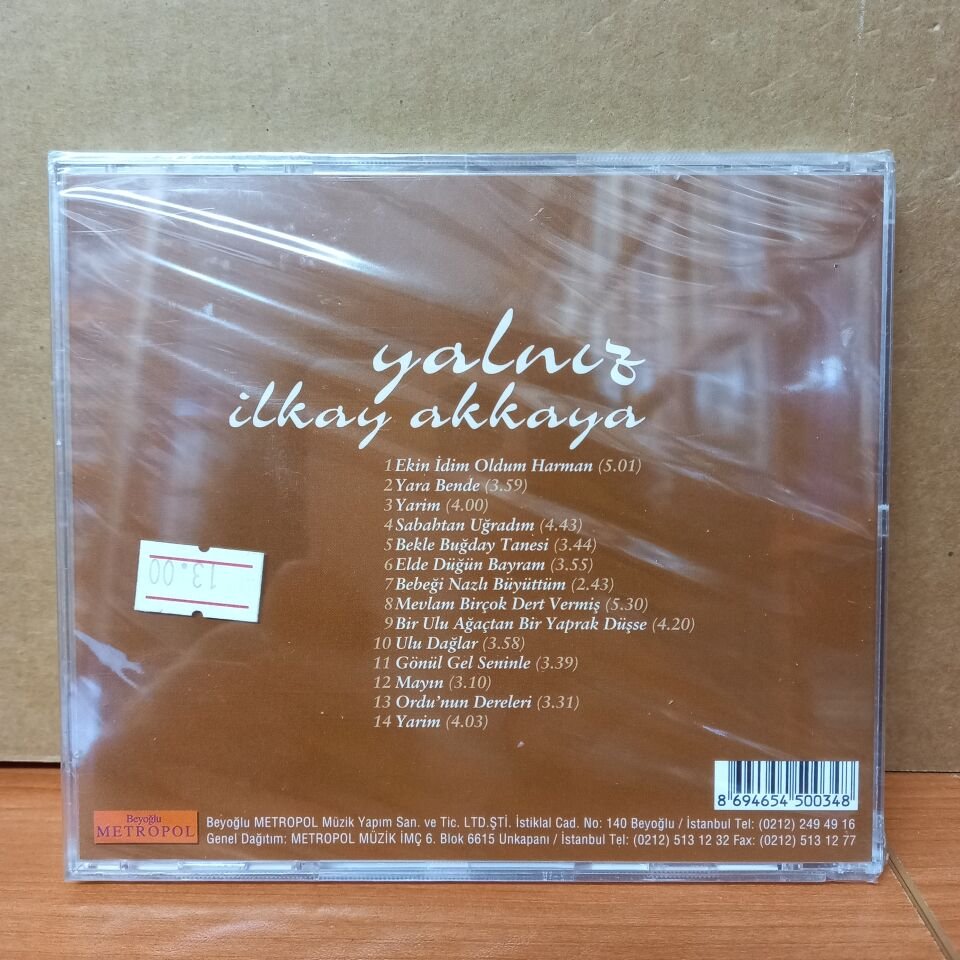 yalnız
ilkay akkaya
1 Ekin İdim Oldum Harman (5.01)
2 Yara Bende (3.59)
3 Yarim (4.00)
4 Sabahtan Uğradım (4.43)
5 Bekle Buğday Tanesi (3.44)
6 Elde Düğün Bayram (3.55)
7 Bebeği Nazlı Büyüttüm (2.43)
8 Mevlam Birçok Dert Vermiş (5.30)
9 Bir Ulu Ağaçtan Bir Yaprak Düşse (4.20)
10 Ulu Dağlar (3.58)
11 Gönül Gel Seninle (3.39)
12 Mayın (3.10)
13 Ordu'nun Dereleri (3.31)
14 Yarim (4.03)
13.00
8 694654 500348
Beyoğlu
METROPOL
Beyoğlu METROPOL Müzik Yapım San. ve Tic. LTD.ŞTİ. İstiklal Cad. No: 140 Beyoğlu / İstanbul Tel: (0212) 249 49 16
Genel Dağıtım: METROPOL MÜZİK İMÇ 6. Blok 6615 Unkapanı / İstanbul Tel: (0212) 513 12 32 Fax: (0212) 513 12 77